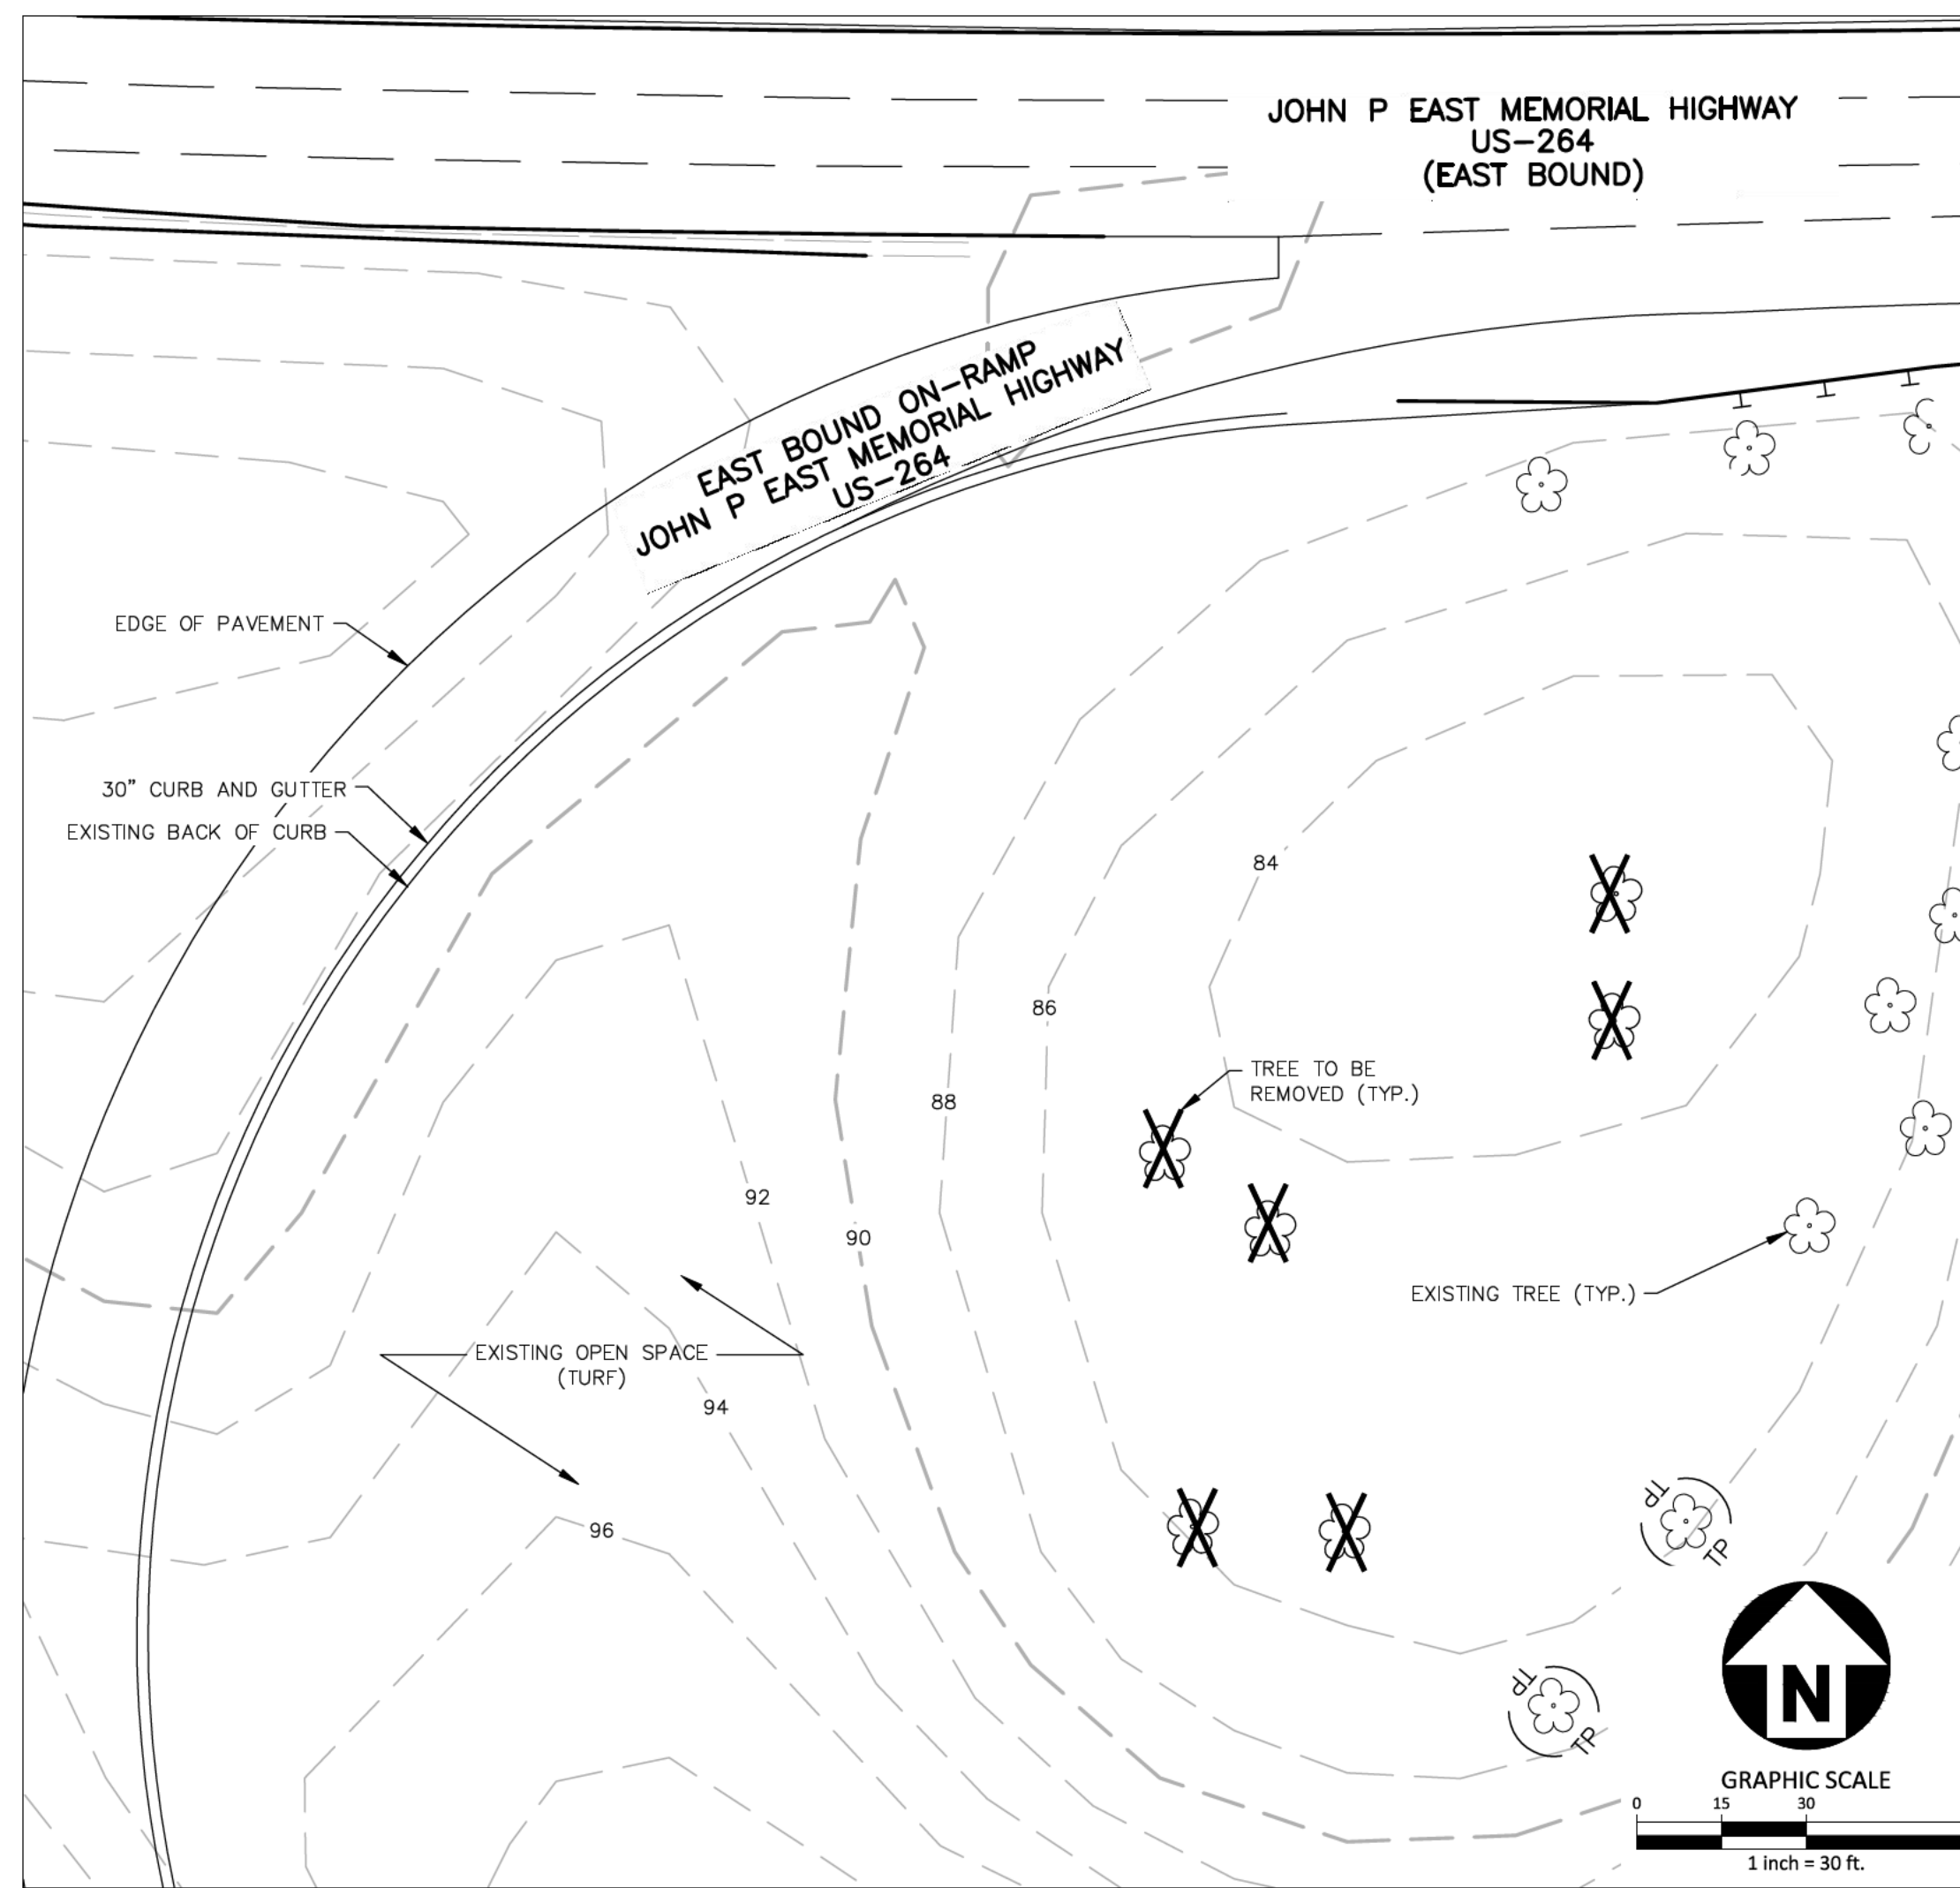 JOHN P EAST MEMORIAL HIGHWAY
US-264
(EAST BOUND)
EAST BOUND ON-RAMP
JOHN P EAST MEMORIAL HIGHWAY
US-264
EDGE OF PAVEMENT
30" CURB AND GUTTER
EXISTING BACK OF CURB
84
86
TREE TO BE
REMOVED (TYP.)
88
92
90
EXISTING TREE (TYP.)
EXISTING OPEN SPACE
(TURF)
94
96
TP
TP
TP
TP
N
GRAPHIC SCALE
0 15 30
1 inch = 30 ft.